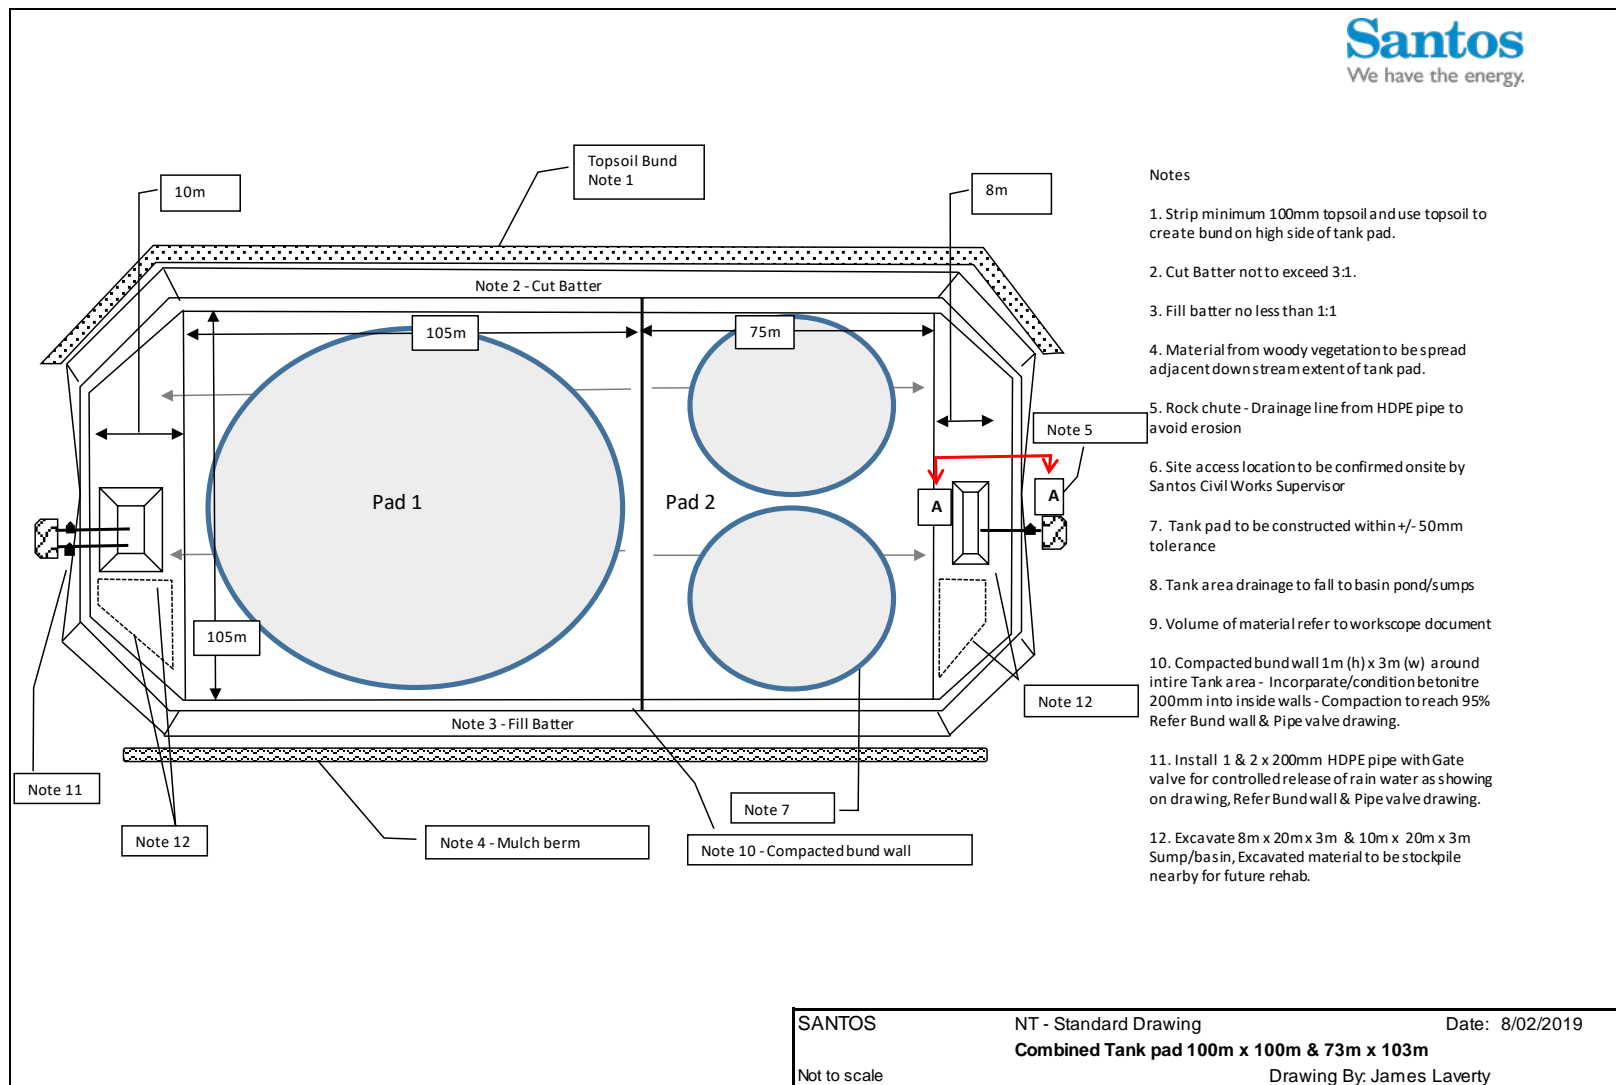 Santos
We have the energy.
Topsoil Bund
Note 1
10m
8m
Note 2 - Cut Batter
105m
75m
Note 5
Pad 1
Pad 2
A
A
105m
Note 12
Note 3 - Fill Batter
Note 11
Note 7
Note 12
Note 4 - Mulch berm
Note 10 - Compacted bund wall
Notes
1. Strip minimum 100mm topsoil and use topsoil to
create bund on high side of tank pad.
2. Cut Batter not to exceed 3:1.
3. Fill batter no less than 1:1
4. Material from woody vegetation to be spread
adjacent down stream extent of tank pad.
5. Rock chute - Drainage line from HDPE pipe to
avoid erosion
6. Site access location to be confirmed onsite by
Santos Civil Works Supervisor
7. Tank pad to be constructed within +/- 50mm
tolerance
8. Tank area drainage to fall to basin pond/sumps
9. Volume of material refer to workscope document
10. Compacted bund wall 1m (h) x 3m (w) around
intire Tank area - Incorparate/condition betonitre
200mm into inside walls - Compaction to reach 95%
Refer Bund wall & Pipe valve drawing.
11. Install 1 & 2 x 200mm HDPE pipe with Gate
valve for controlled release of rain water as showing
on drawing, Refer Bund wall & Pipe valve drawing.
12. Excavate 8m x 20m x 3m & 10m x 20m x 3m
Sump/basin, Excavated material to be stockpile
nearby for future rehab.
SANTOS NT - Standard Drawing Date: 8/02/2019
Combined Tank pad 100m x 100m & 73m x 103m
Not to scale Drawing By: James Laverty